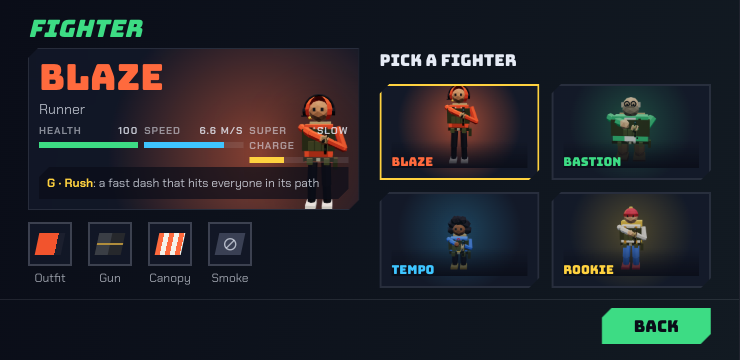 FIGHTER
BLAZE
Runner
HEALTH 100 SPEED 6.6 M/S SUPER CHARGE SLOW
G · Rush: a fast dash that hits everyone in its path
Outfit Gun Canopy Smoke
PICK A FIGHTER
BLAZE BASTION
TEMPO ROOKIE
BACK